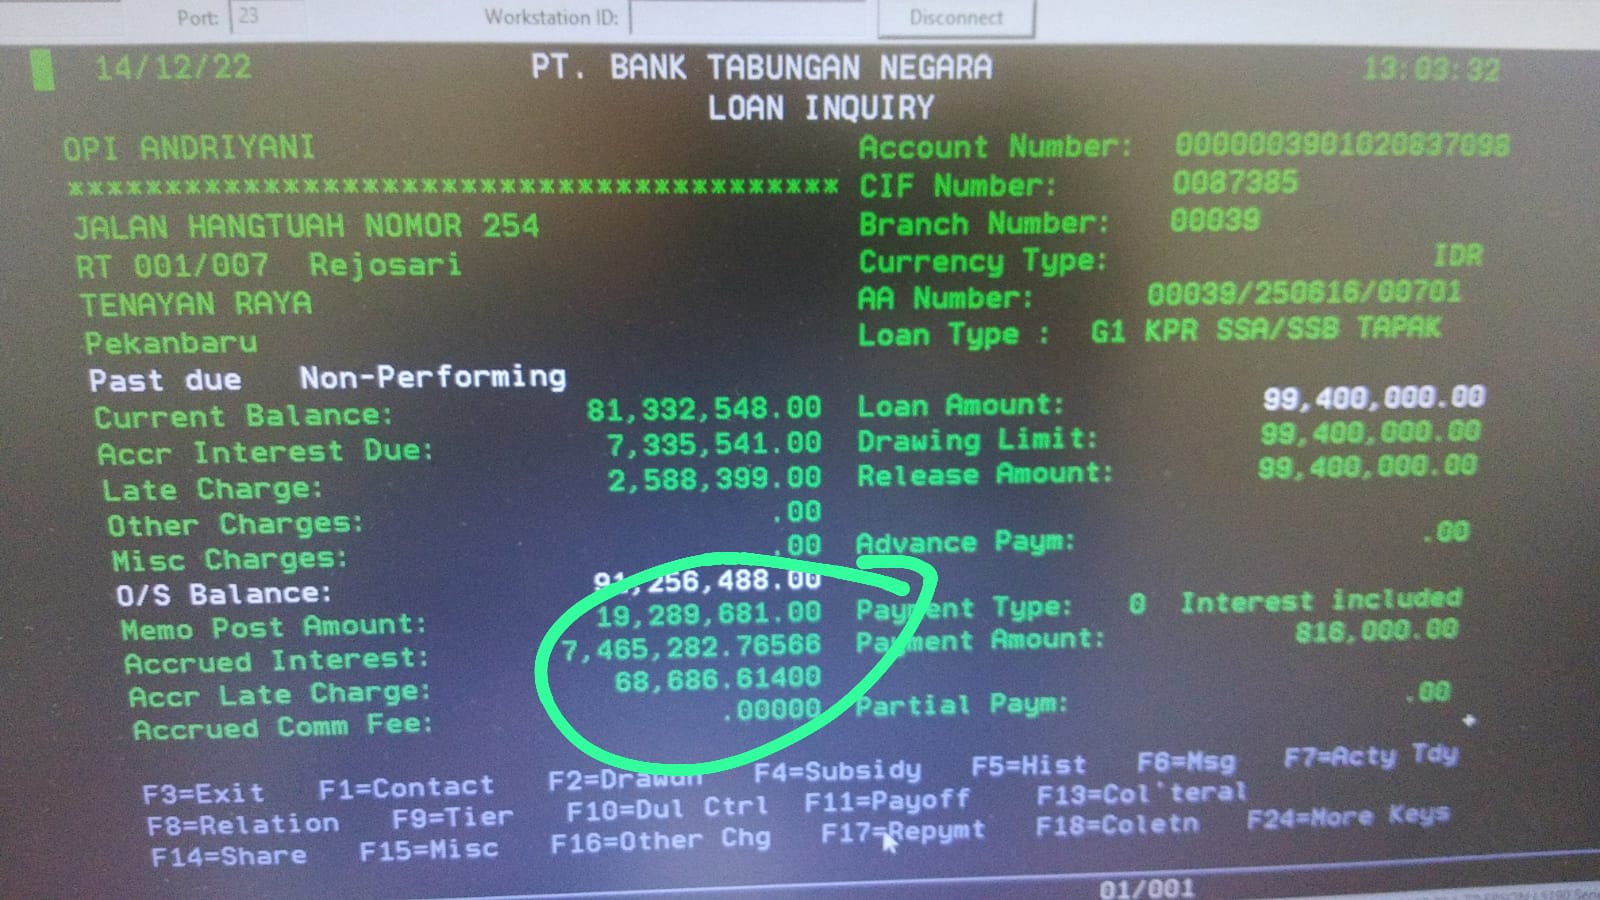 Port: 23 Workstation ID: Disconnect
14/12/22 PT. BANK TABUNGAN NEGARA 13:03:32
LOAN INQUIRY
OPI ANDRIYANI Account Number: 0000003901020837098
**************************************** CIF Number: 0087385
JALAN HANGTUAH NOMOR 254 Branch Number: 00039
RT 001/007 Rejosari Currency Type: IDR
TENAYAN RAYA AA Number: 00039/250616/00701
Pekanbaru Loan Type : G1 KPR SSA/SSB TAPAK
Past due Non-Performing
Current Balance: 81,332,548.00 Loan Amount: 99,400,000.00
Accr Interest Due: 7,335,541.00 Drawing Limit: 99,400,000.00
Late Charge: 2,588,399.00 Release Amount: 99,400,000.00
Other Charges: .00
Misc Charges: .00 Advance Paym: .00
O/S Balance: 91,256,488.00
Memo Post Amount: 19,289,681.00 Payment Type: 0 Interest included
Accrued Interest: 7,465,282.76566 Payment Amount: 816,000.00
Accr Late Charge: 68,686.61400
Accrued Comm Fee: .00000 Partial Paym: .00
F3=Exit F1=Contact F2=Drawdn F4=Subsidy F5=Hist F6=Msg F7=Acty Tdy
F8=Relation F9=Tier F10=Dul Ctrl F11=Payoff F13=Col'teral
F14=Share F15=Misc F16=Other Chg F17=Repymt F18=Coletn F24=More Keys
01/001